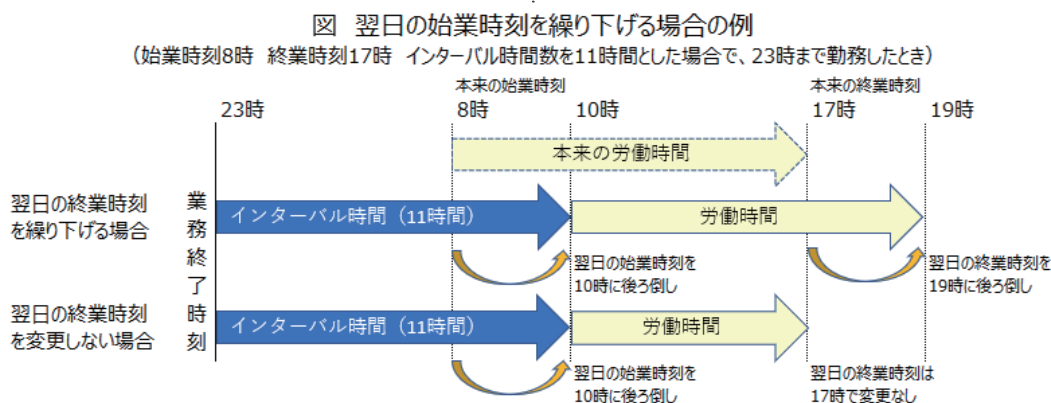 図 翌日の始業時刻を繰り下げる場合の例
(始業時刻8時 終業時刻17時 インターバル時間数を11時間とした場合で、23時まで勤務したとき)
本来の始業時刻
本来の終業時刻
23時
8時
10時
17時
19時
本来の労働時間
翌日の終業時刻
を繰り下げる場合
業務終了時刻
インターバル時間(11時間)
労働時間
翌日の始業時刻を
10時に後ろ倒し
翌日の終業時刻を
19時に後ろ倒し
翌日の終業時刻
を変更しない場合
インターバル時間(11時間)
労働時間
翌日の始業時刻を
10時に後ろ倒し
翌日の終業時刻は
17時で変更なし